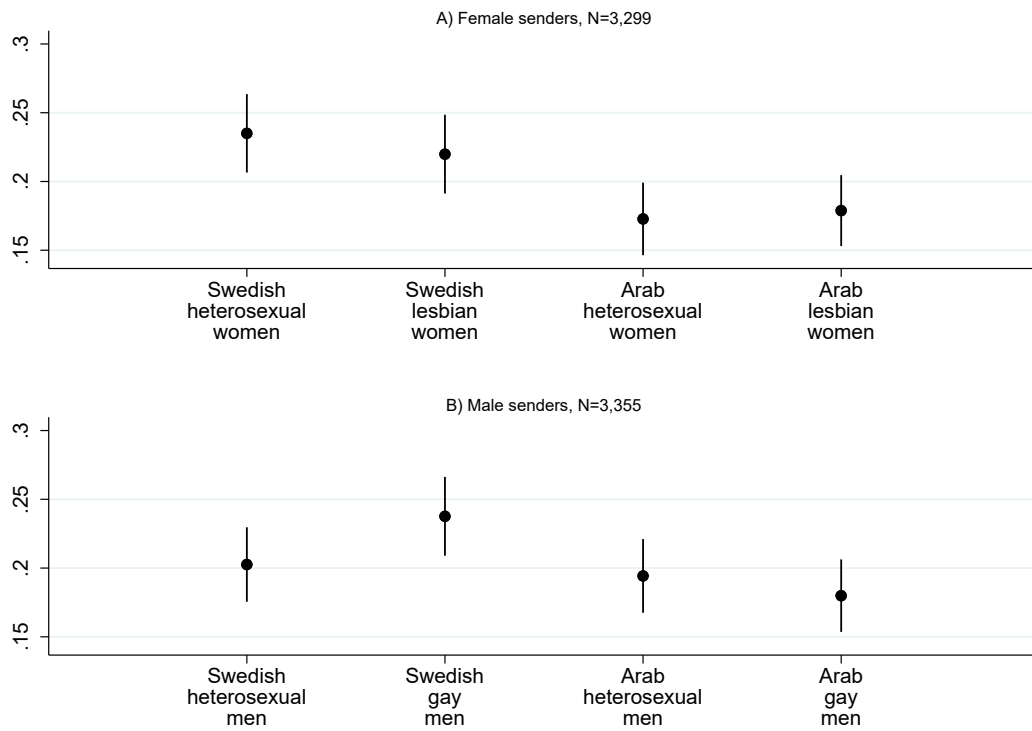 A) Female senders, N=3,299
.3
.25
.2
.15
Swedish Swedish Arab Arab
heterosexual lesbian heterosexual lesbian
women women women women
B) Male senders, N=3,355
.3
.25
.2
.15
Swedish Swedish Arab Arab
heterosexual gay heterosexual gay
men men men men